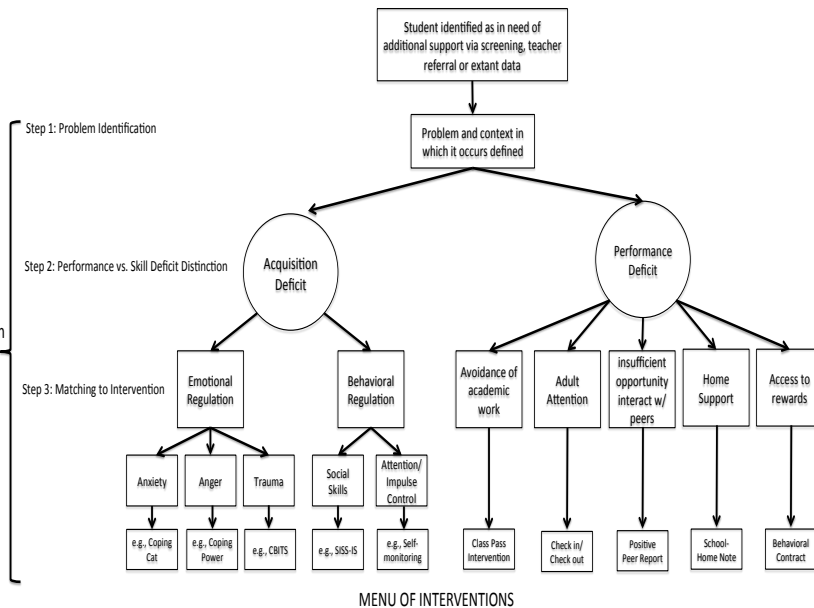 Student identified as in need of
additional support via screening, teacher
referral or extant data
Step 1: Problem Identification
Problem and context in
which it occurs defined
Step 2: Performance vs. Skill Deficit Distinction
Acquisition
Deficit
Performance
Deficit
Step 3: Matching to Intervention
Emotional
Regulation
Behavioral
Regulation
Avoidance of
academic
work
Adult
Attention
insufficient
opportunity
interact w/
peers
Home
Support
Access to
rewards
Anxiety
Anger
Trauma
Social
Skills
Attention/
Impulse
Control
e.g., Coping
Cat
e.g., Coping
Power
e.g., CBITS
e.g., SISS-IS
e.g., Self-
monitoring
Class Pass
Intervention
Check in/
Check out
Positive
Peer Report
School-
Home Note
Behavioral
Contract
MENU OF INTERVENTIONS